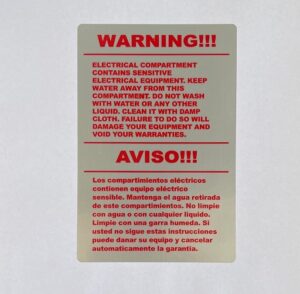 WARNING!!!
ELECTRICAL COMPARTMENT
CONTAINS SENSITIVE
ELECTRICAL EQUIPMENT. KEEP
WATER AWAY FROM THIS
COMPARTMENT. DO NOT WASH
WITH WATER OR ANY OTHER
LIQUID. CLEAN IT WITH DAMP
CLOTH. FAILURE TO DO SO WILL
DAMAGE YOUR EQUIPMENT AND
VOID YOUR WARRANTIES.
AVISO!!!
Los compartimientos eléctricos
contienen equipo eléctrico
sensible. Mantenga el agua retirada
de este compartimientos. No limpie
con agua o con cualquier liquido.
Limpie con una garra humeda. Si
usted no sigue estas instrucciones
puede danar su equipo y cancelar
automaticamente la garantia.